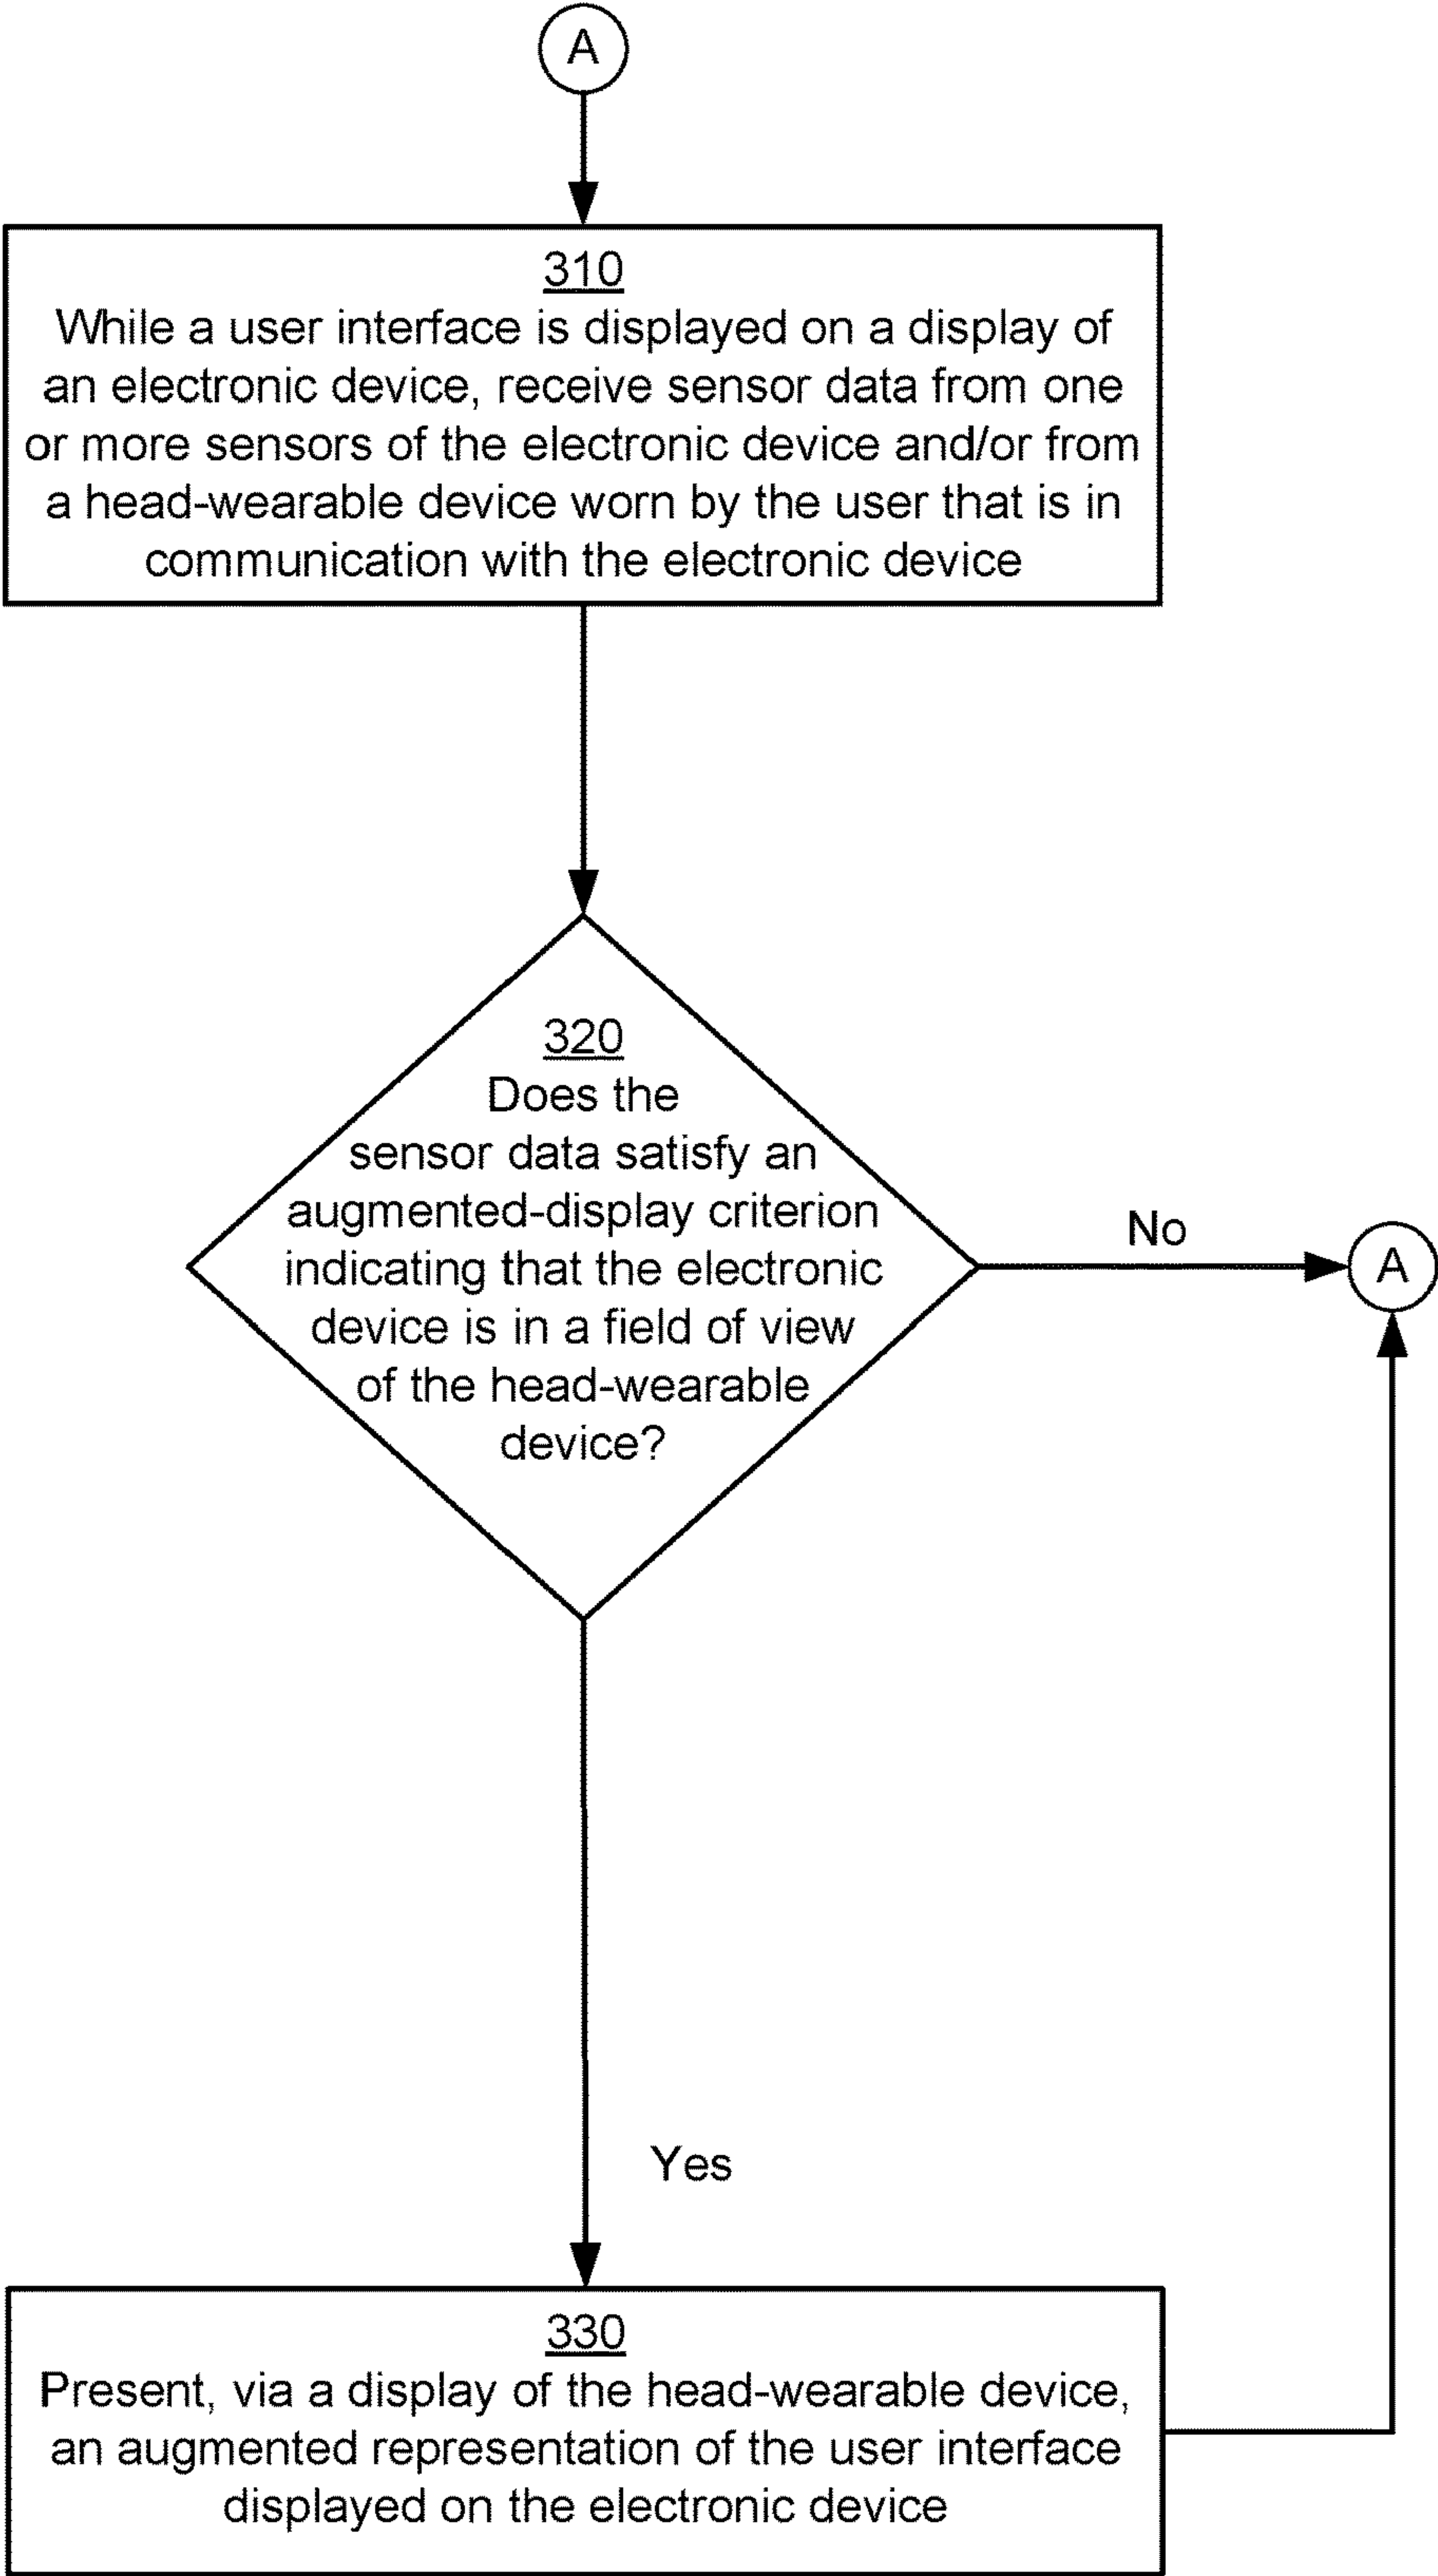 A
310
While a user interface is displayed on a display of
an electronic device, receive sensor data from one
or more sensors of the electronic device and/or from
a head-wearable device worn by the user that is in
communication with the electronic device
320
Does the
sensor data satisfy an
augmented-display criterion
indicating that the electronic
device is in a field of view
of the head-wearable
device?
No
A
Yes
330
Present, via a display of the head-wearable device,
an augmented representation of the user interface
displayed on the electronic device